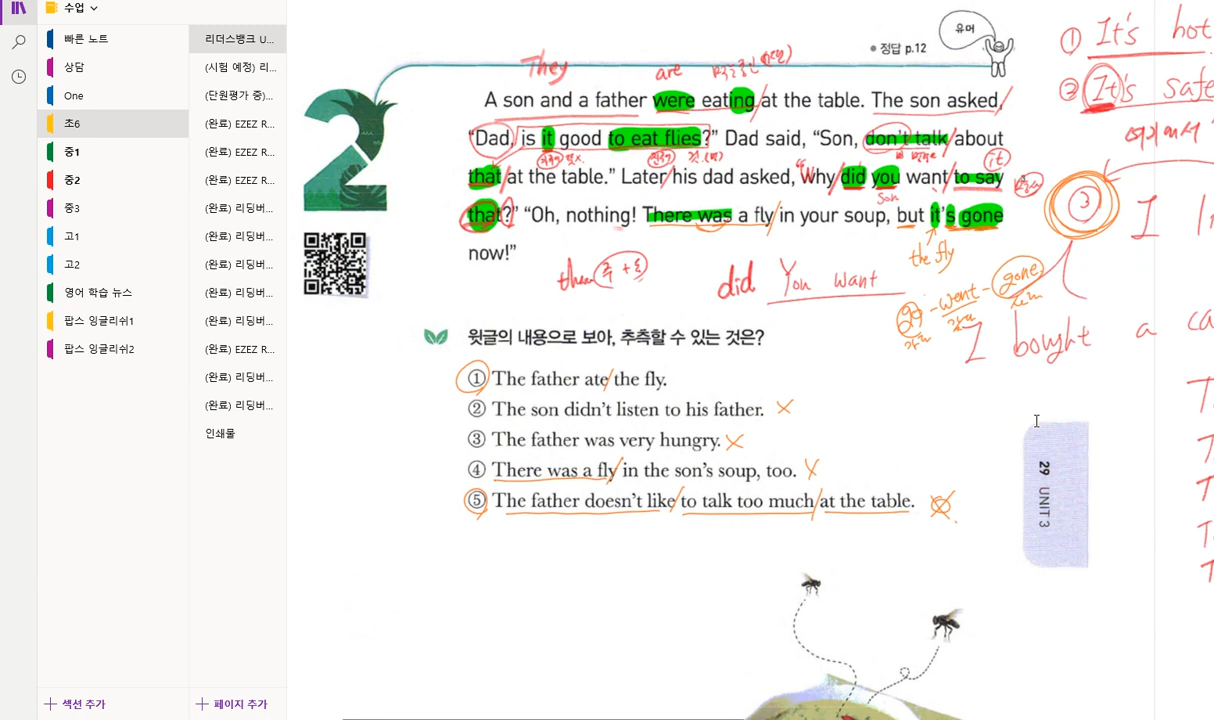 수업
빠른 노트
상담
One
초6
중1
중2
중3
고1
고2
영어 학습 뉴스
팝스 잉글리쉬1
팝스 잉글리쉬2
섹션 추가
리더스뱅크 U...
(시험 예정) 리...
(단원평가 중)...
(완료) EZEZ R...
(완료) EZEZ R...
(완료) EZEZ R...
(완료) 리딩버...
(완료) 리딩버...
(완료) 리딩버...
(완료) 리딩버...
(완료) 리딩버...
(완료) EZEZ R...
(완료) 리딩버...
(완료) 리딩버...
인쇄물
페이지 추가
유머
정답 p.12
They are
2
A son and a father were eating at the table. The son asked,
“Dad, is it good to eat flies?” Dad said, “Son, don’t talk about
it
that at the table.” Later his dad asked, “Why did you want to say
Son
that?” “Oh, nothing! There was a fly in your soup, but it’s gone
now!”
the fly
did You want
go - went - gone
윗글의 내용으로 보아, 추측할 수 있는 것은?
① The father ate the fly.
② The son didn’t listen to his father.
③ The father was very hungry.
④ There was a fly in the son’s soup, too.
⑤ The father doesn’t like to talk too much at the table.
29 UNIT 3
① It's hot
② It's safe
여기에서
③ I
I bought a ca
T
T
T
T
T